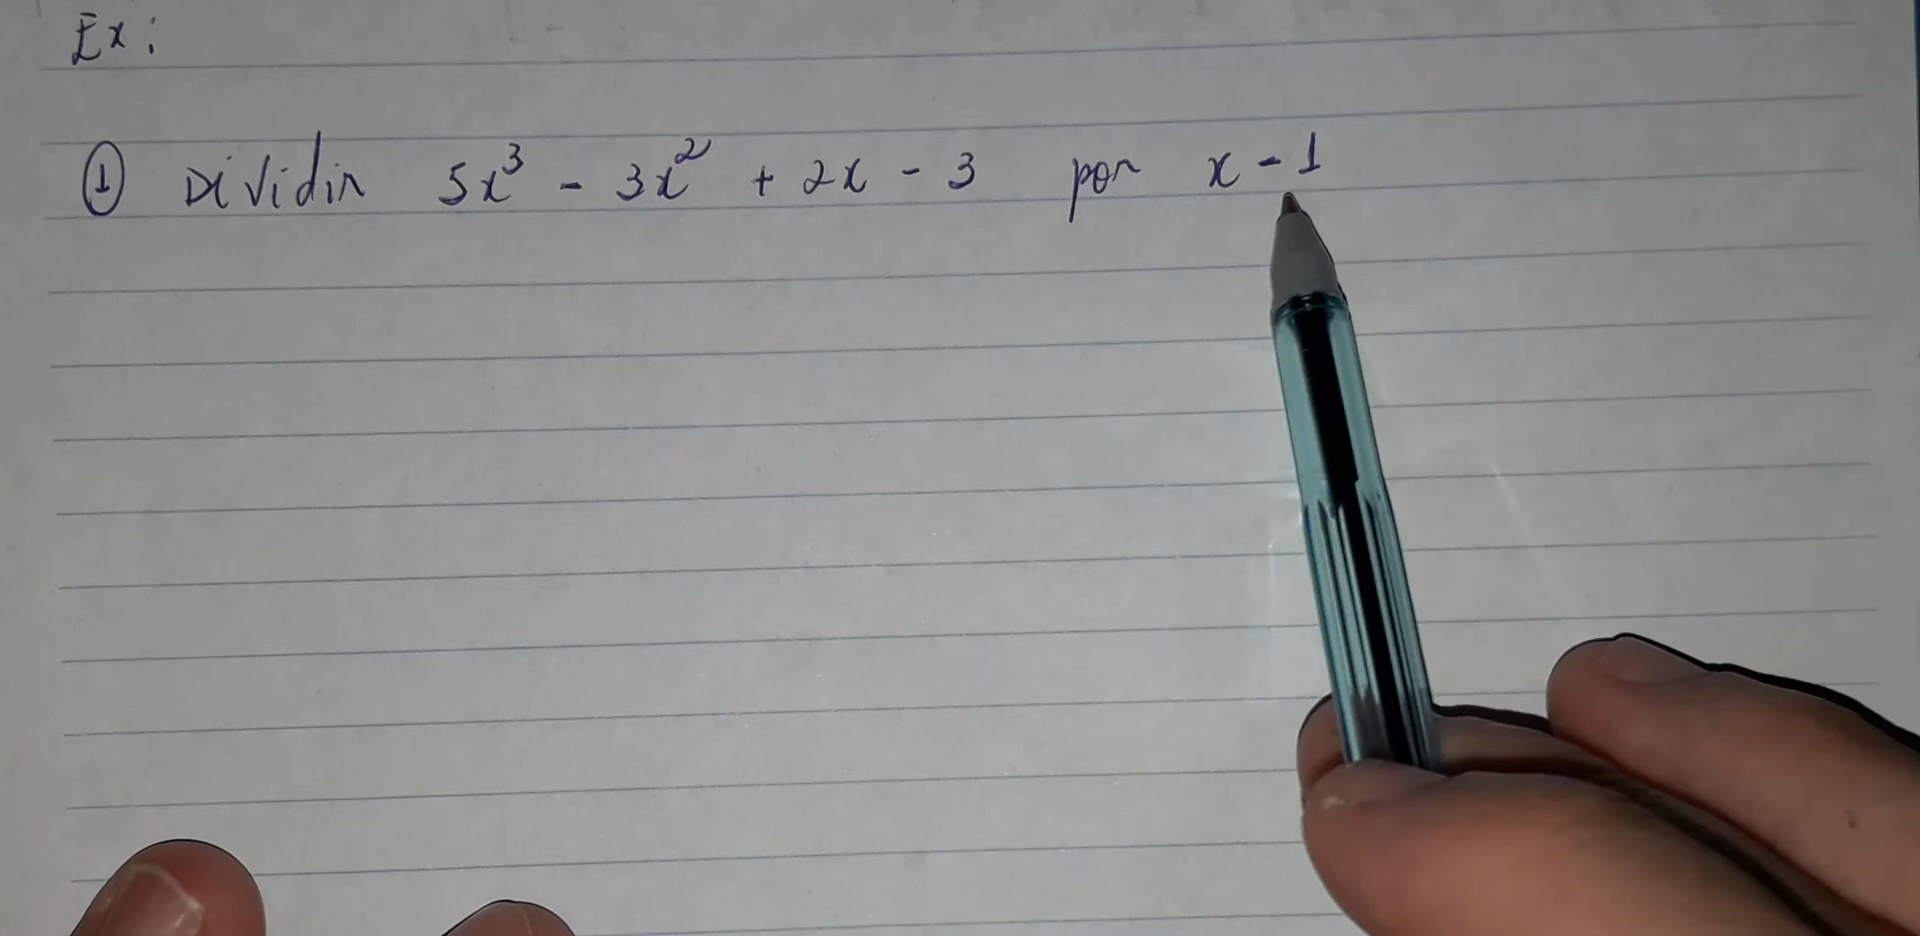 Ex:
① Dividir 5x³ - 3x² + 2x - 3 por x - 1